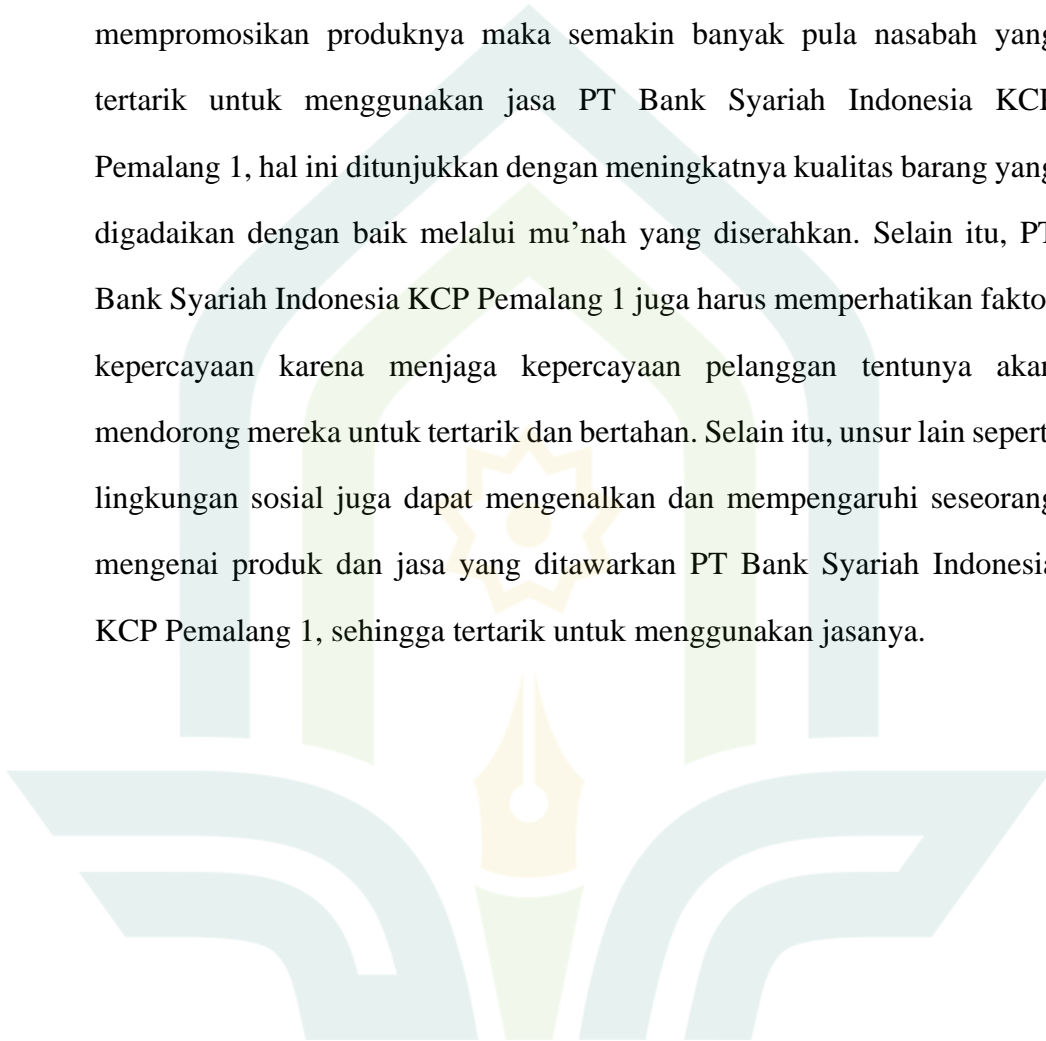 mempromosikan produknya maka semakin banyak pula nasabah yang
tertarik untuk menggunakan jasa PT Bank Syariah Indonesia KCP
Pemalang 1, hal ini ditunjukkan dengan meningkatnya kualitas barang yang
digadaikan dengan baik melalui mu’nah yang diserahkan. Selain itu, PT
Bank Syariah Indonesia KCP Pemalang 1 juga harus memperhatikan fakto
kepercayaan karena menjaga kepercayaan pelanggan tentunya akan
mendorong mereka untuk tertarik dan bertahan. Selain itu, unsur lain sepert
lingkungan sosial juga dapat mengenalkan dan mempengaruhi seseorang
mengenai produk dan jasa yang ditawarkan PT Bank Syariah Indonesia
KCP Pemalang 1, sehingga tertarik untuk menggunakan jasanya.